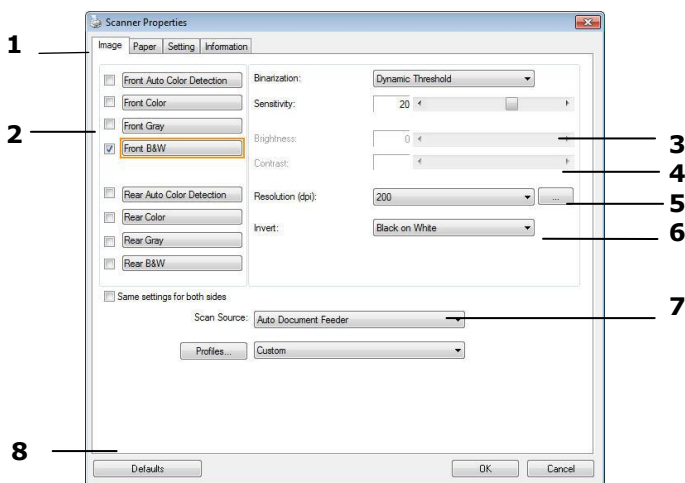 Scanner Properties
1
Image Paper Setting Information
Front Auto Color Detection
Binarization: Dynamic Threshold
Front Color
Sensitivity: 20
2
Front Gray
Brightness: 0
3
Front B&W
Contrast:
4
Rear Auto Color Detection
Resolution (dpi): 200 ...
5
Rear Color
Invert: Black on White
6
Rear Gray
Rear B&W
Same settings for both sides
7
Scan Source: Auto Document Feeder
Profiles... Custom
8
Defaults OK Cancel